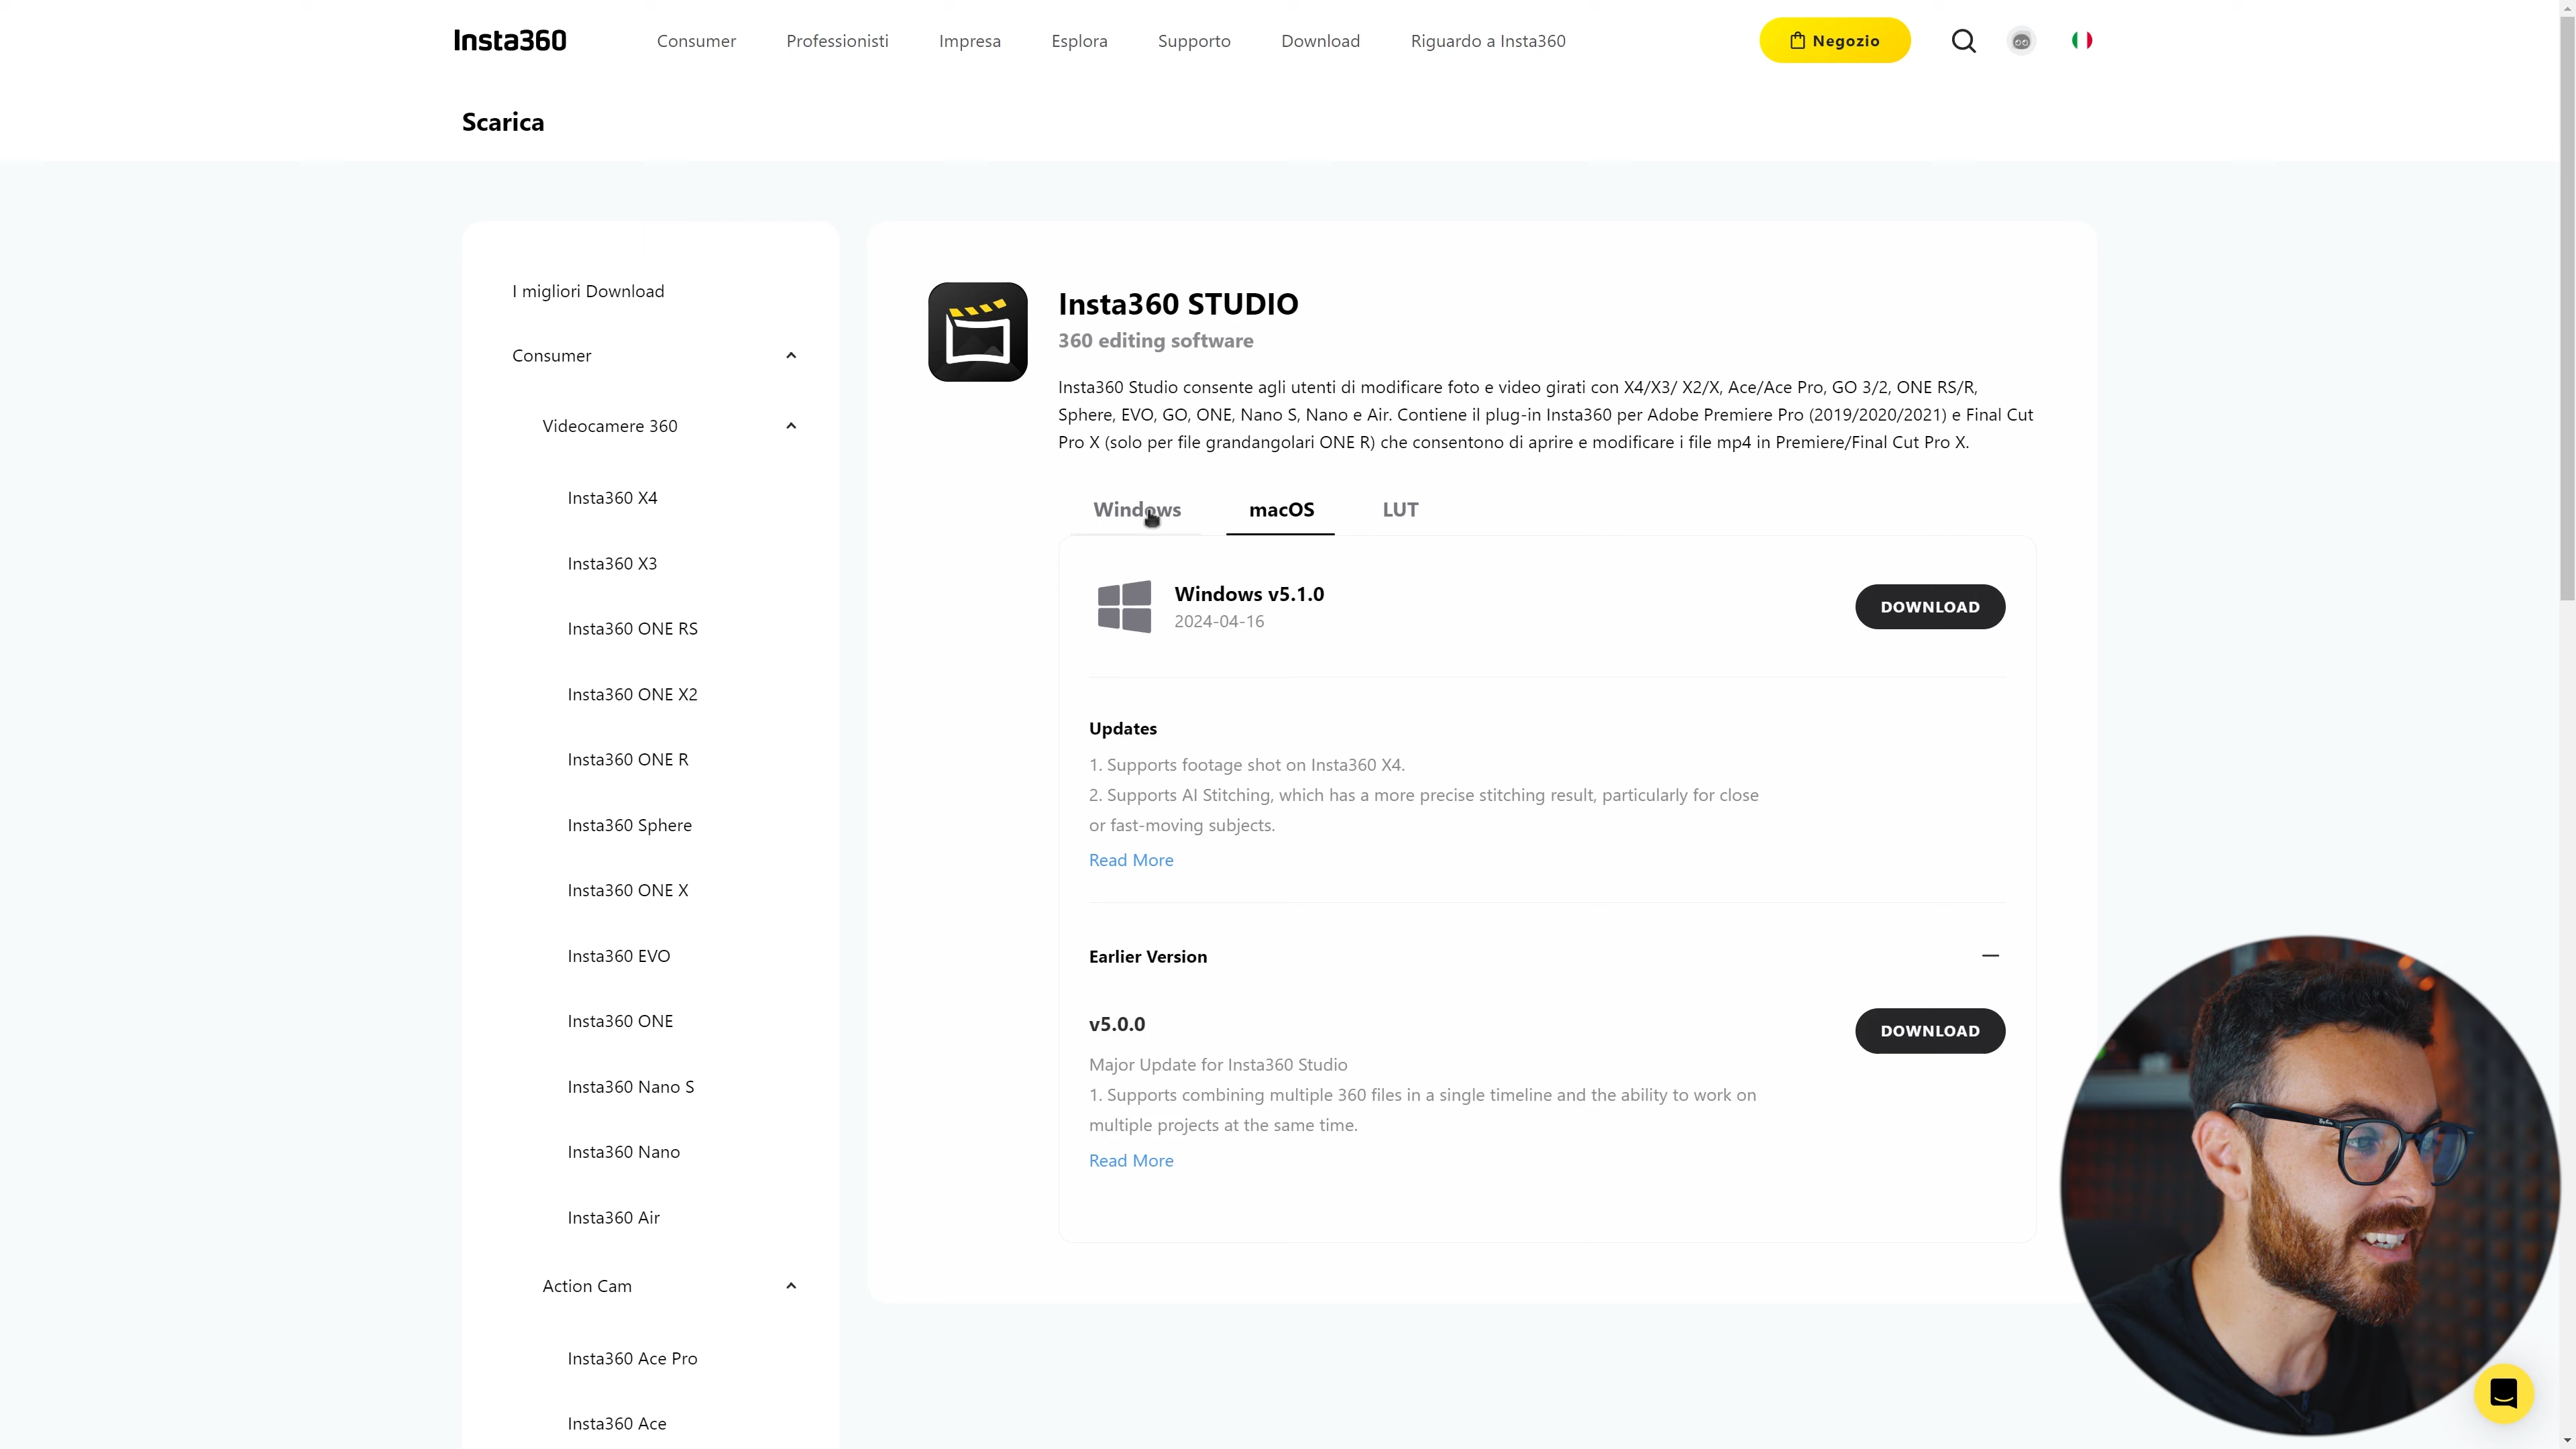 Insta360
Consumer
Professionisti
Impresa
Esplora
Supporto
Download
Riguardo a Insta360
Negozio
Scarica
I migliori Download
Consumer
Videocamere 360
Insta360 X4
Insta360 X3
Insta360 ONE RS
Insta360 ONE X2
Insta360 ONE R
Insta360 Sphere
Insta360 ONE X
Insta360 EVO
Insta360 ONE
Insta360 Nano S
Insta360 Nano
Insta360 Air
Action Cam
Insta360 Ace Pro
Insta360 Ace
Insta360 STUDIO
360 editing software
Insta360 Studio consente agli utenti di modificare foto e video girati con X4/X3/ X2/X, Ace/Ace Pro, GO 3/2, ONE RS/R,
Sphere, EVO, GO, ONE, Nano S, Nano e Air. Contiene il plug-in Insta360 per Adobe Premiere Pro (2019/2020/2021) e Final Cut
Pro X (solo per file grandangolari ONE R) che consentono di aprire e modificare i file mp4 in Premiere/Final Cut Pro X.
Windows
macOS
LUT
Windows v5.1.0
2024-04-16
DOWNLOAD
Updates
1. Supports footage shot on Insta360 X4.
2. Supports AI Stitching, which has a more precise stitching result, particularly for close
or fast-moving subjects.
Read More
Earlier Version
v5.0.0
DOWNLOAD
Major Update for Insta360 Studio
1. Supports combining multiple 360 files in a single timeline and the ability to work on
multiple projects at the same time.
Read More